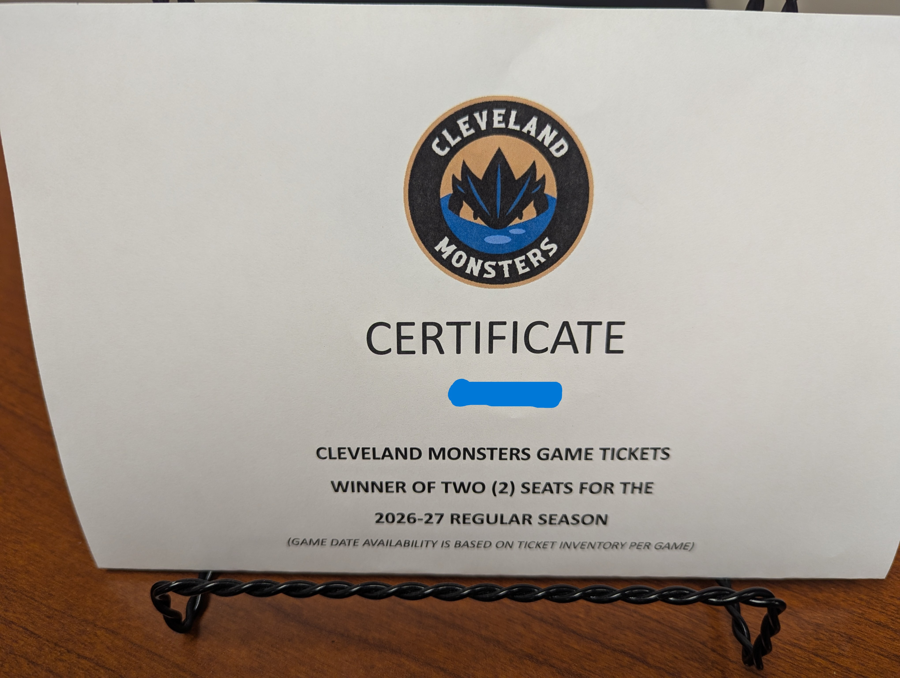 CLEVELAND
MONSTERS
CERTIFICATE
CLEVELAND MONSTERS GAME TICKETS
WINNER OF TWO (2) SEATS FOR THE
2026-27 REGULAR SEASON
(GAME DATE AVAILABILITY IS BASED ON TICKET INVENTORY PER GAME)